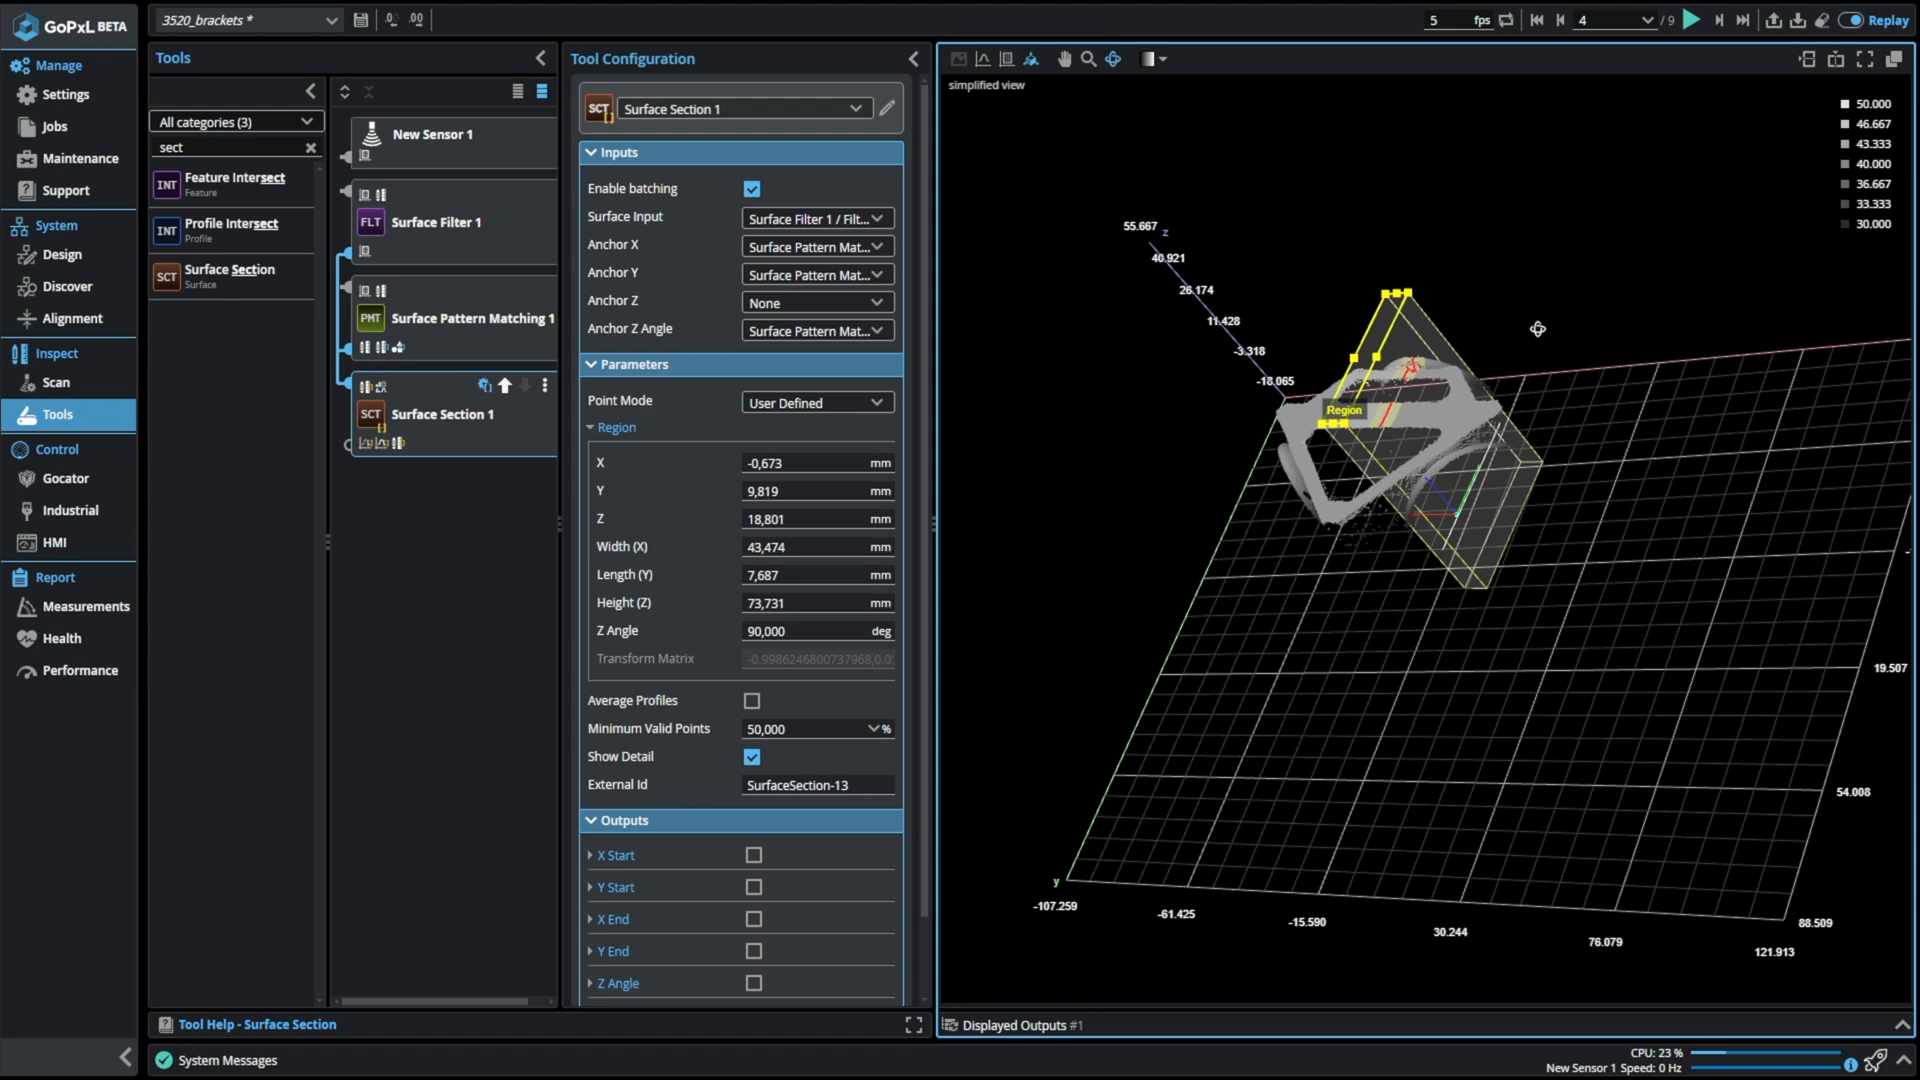 GoPxL BETA
3520_brackets *
5 fps
4 / 9
Replay
Manage
Settings
Jobs
Maintenance
Support
System
Design
Discover
Alignment
Inspect
Scan
Tools
Control
Gocator
Industrial
HMI
Report
Measurements
Health
Performance
Tools
All categories (3)
sect
INT Feature Intersect
Feature
INT Profile Intersect
Profile
SCT Surface Section
Surface
New Sensor 1
FLT Surface Filter 1
PMT Surface Pattern Matching 1
SCT Surface Section 1
Tool Configuration
SCT Surface Section 1
Inputs
Enable batching
Surface Input Surface Filter 1 / Filt...
Anchor X Surface Pattern Mat...
Anchor Y Surface Pattern Mat...
Anchor Z None
Anchor Z Angle Surface Pattern Mat...
Parameters
Point Mode User Defined
Region
X -0,673 mm
Y 9,819 mm
Z 18,801 mm
Width (X) 43,474 mm
Length (Y) 7,687 mm
Height (Z) 73,731 mm
Z Angle 90,000 deg
Transform Matrix -0.9986246800737968,0.0
Average Profiles
Minimum Valid Points 50,000 %
Show Detail
External Id SurfaceSection-13
Outputs
X Start
Y Start
X End
Y End
Z Angle
simplified view
50.000
46.667
43.333
40.000
36.667
33.333
30.000
55.667 z
40.921
26.174
11.428
-3.318
-18.065
Region
19.507
54.008
y
-107.259
-61.425
-15.590
30.244
76.079
121.913
88.509
Tool Help - Surface Section
Displayed Outputs #1
System Messages
CPU: 23 %
New Sensor 1 Speed: 0 Hz